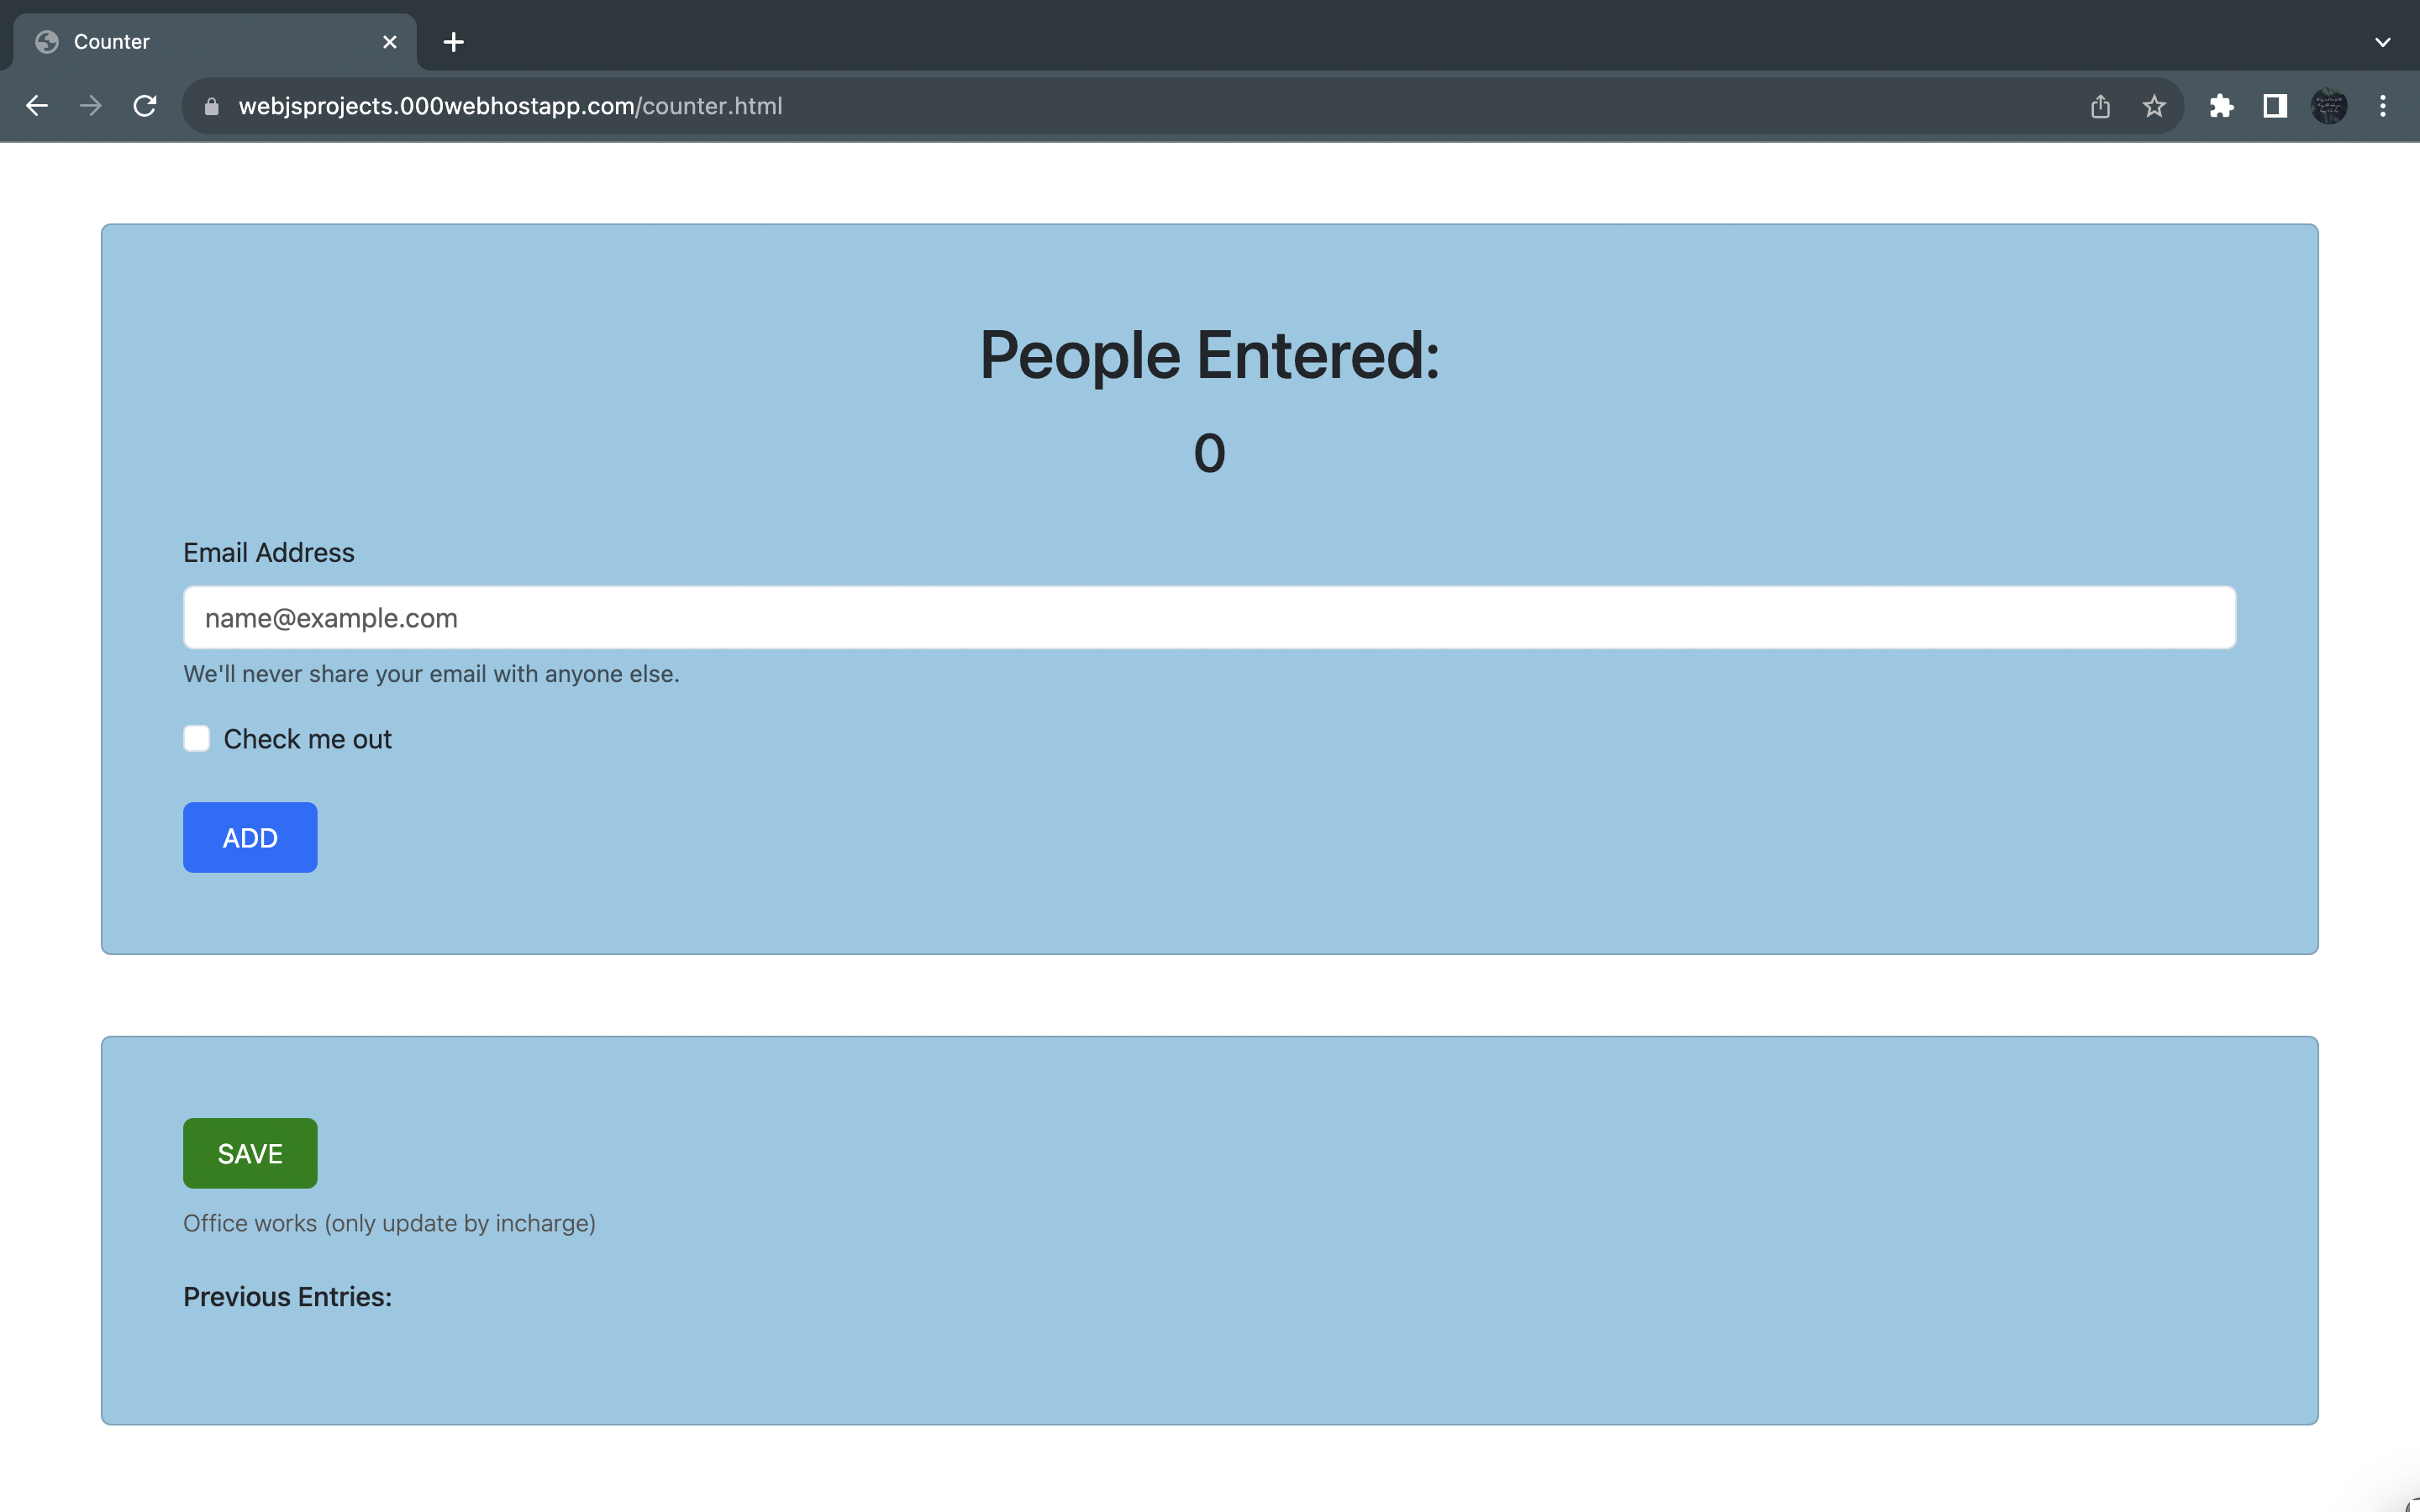 Counter
webjsprojects.000webhostapp.com/counter.html
People Entered:
0
Email Address
name@example.com
We'll never share your email with anyone else.
Check me out
ADD
SAVE
Office works (only update by incharge)
Previous Entries: